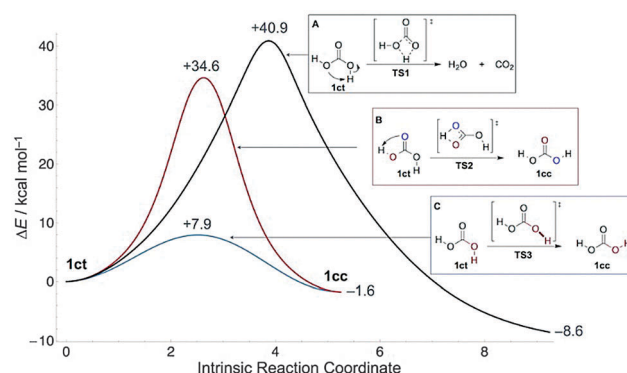 +40.9
+34.6
+7.9
1ct
1cc
−1.6
−8.6
40
30
20
10
0
−10
0
2
4
6
8
ΔE / kcal mol⁻¹
Intrinsic Reaction Coordinate
A
HO
O
O
H
1ct
HO
O
O
H
‡
TS1
H₂O + CO₂
B
O
H
O
O
H
1ct
O
H
O
O
H
‡
TS2
O
H
O
O
H
1cc
C
O
H
O
O
H
1ct
O
H
O
O
H
‡
TS3
O
H
O
O
H
1cc